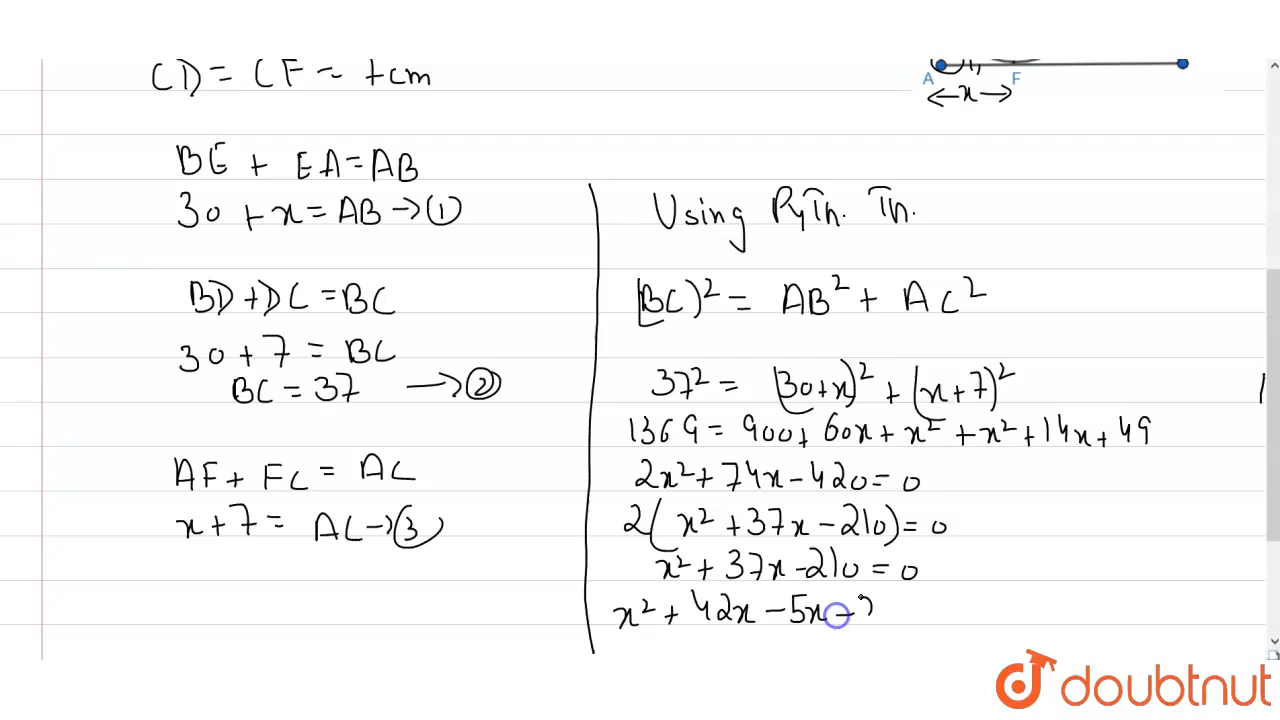 CD = CF = 7cm
A F
x
BE + EA = AB
30 + x = AB → ①
BD + DC = BC
30 + 7 = BC
BC = 37 → ②
AF + FC = AC
x + 7 = AC → ③
Using Pyth. Th.
(BC)² = AB² + AC²
37² = (30+x)² + (x+7)²
1369 = 900 + 60x + x² + x² + 14x + 49
2x² + 74x - 420 = 0
2(x² + 37x - 210) = 0
x² + 37x - 210 = 0
x² + 42x - 5x -
doubtnut